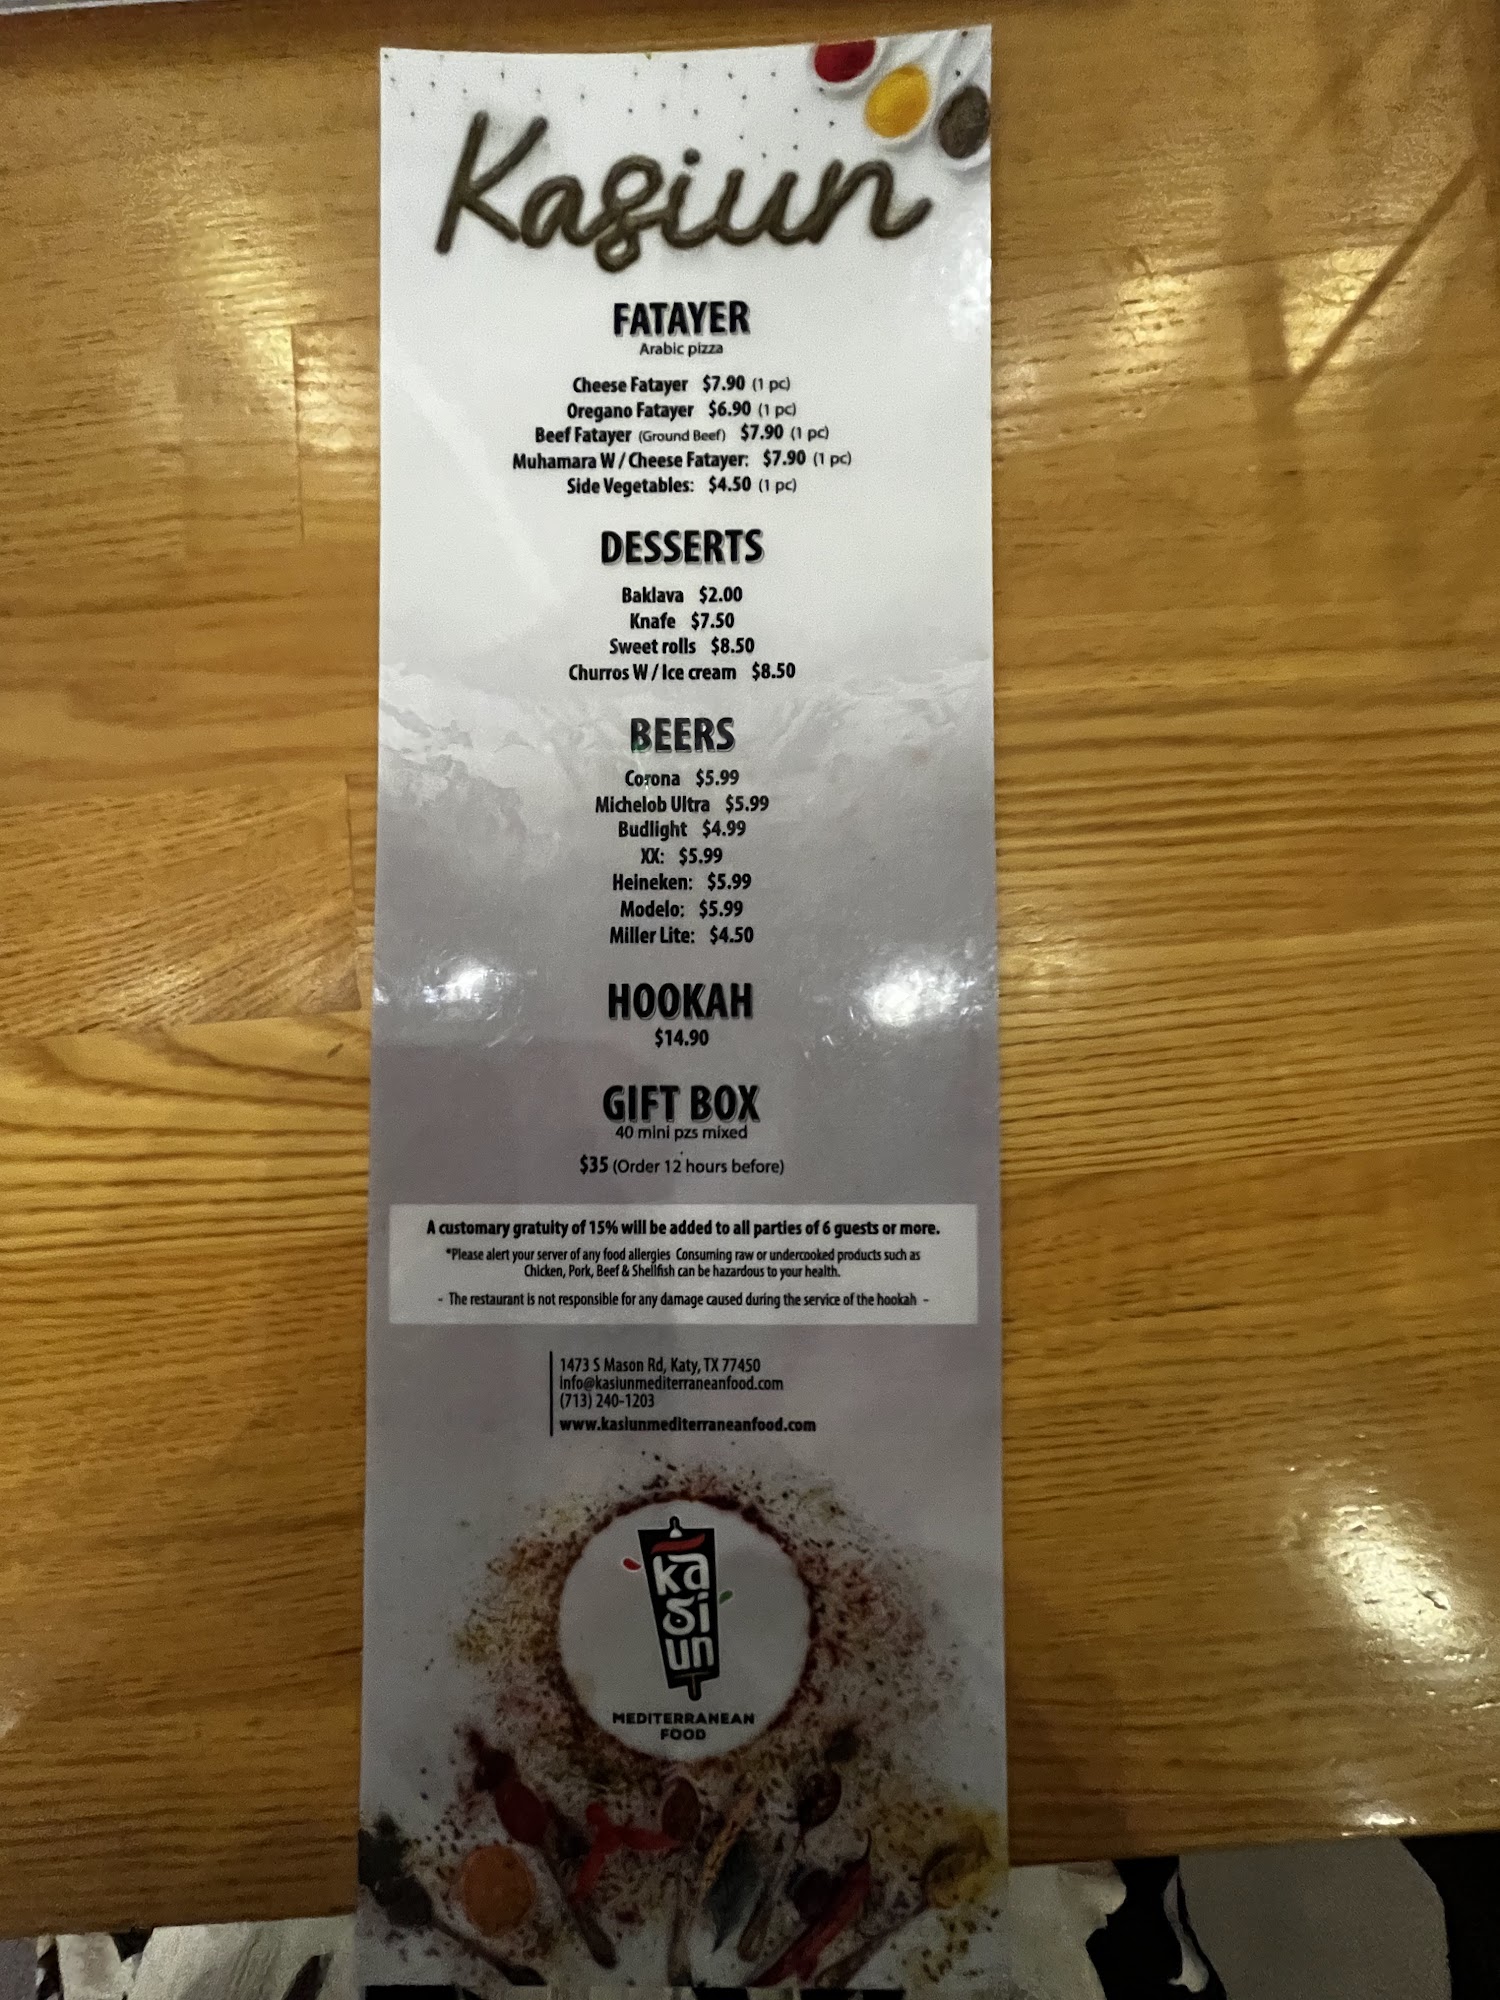 Kasiun
FATAYER
Arabic pizza
Cheese Fatayer $7.90 (1 pc)
Oregano Fatayer $6.90 (1 pc)
Beef Fatayer (Ground Beef) $7.90 (1 pc)
Muhamara W / Cheese Fatayer: $7.90 (1 pc)
Side Vegetables: $4.50 (1 pc)
DESSERTS
Baklava $2.00
Knafe $7.50
Sweet rolls $8.50
Churros W / Ice cream $8.50
BEERS
Corona $5.99
Michelob Ultra $5.99
Budlight $4.99
XX: $5.99
Heineken: $5.99
Modelo: $5.99
Miller Lite: $4.50
HOOKAH
$14.90
GIFT BOX
40 mini pzs mixed
$35 (Order 12 hours before)
A customary gratuity of 15% will be added to all parties of 6 guests or more.
*Please alert your server of any food allergies Consuming raw or undercooked products such as
Chicken, Pork, Beef & Shellfish can be hazardous to your health.
- The restaurant is not responsible for any damage caused during the service of the hookah -
1473 S Mason Rd, Katy, TX 77450
info@kasiunmediterraneanfood.com
(713) 240-1203
www.kasiunmediterraneanfood.com
ka
si
un
MEDITERRANEAN
FOOD